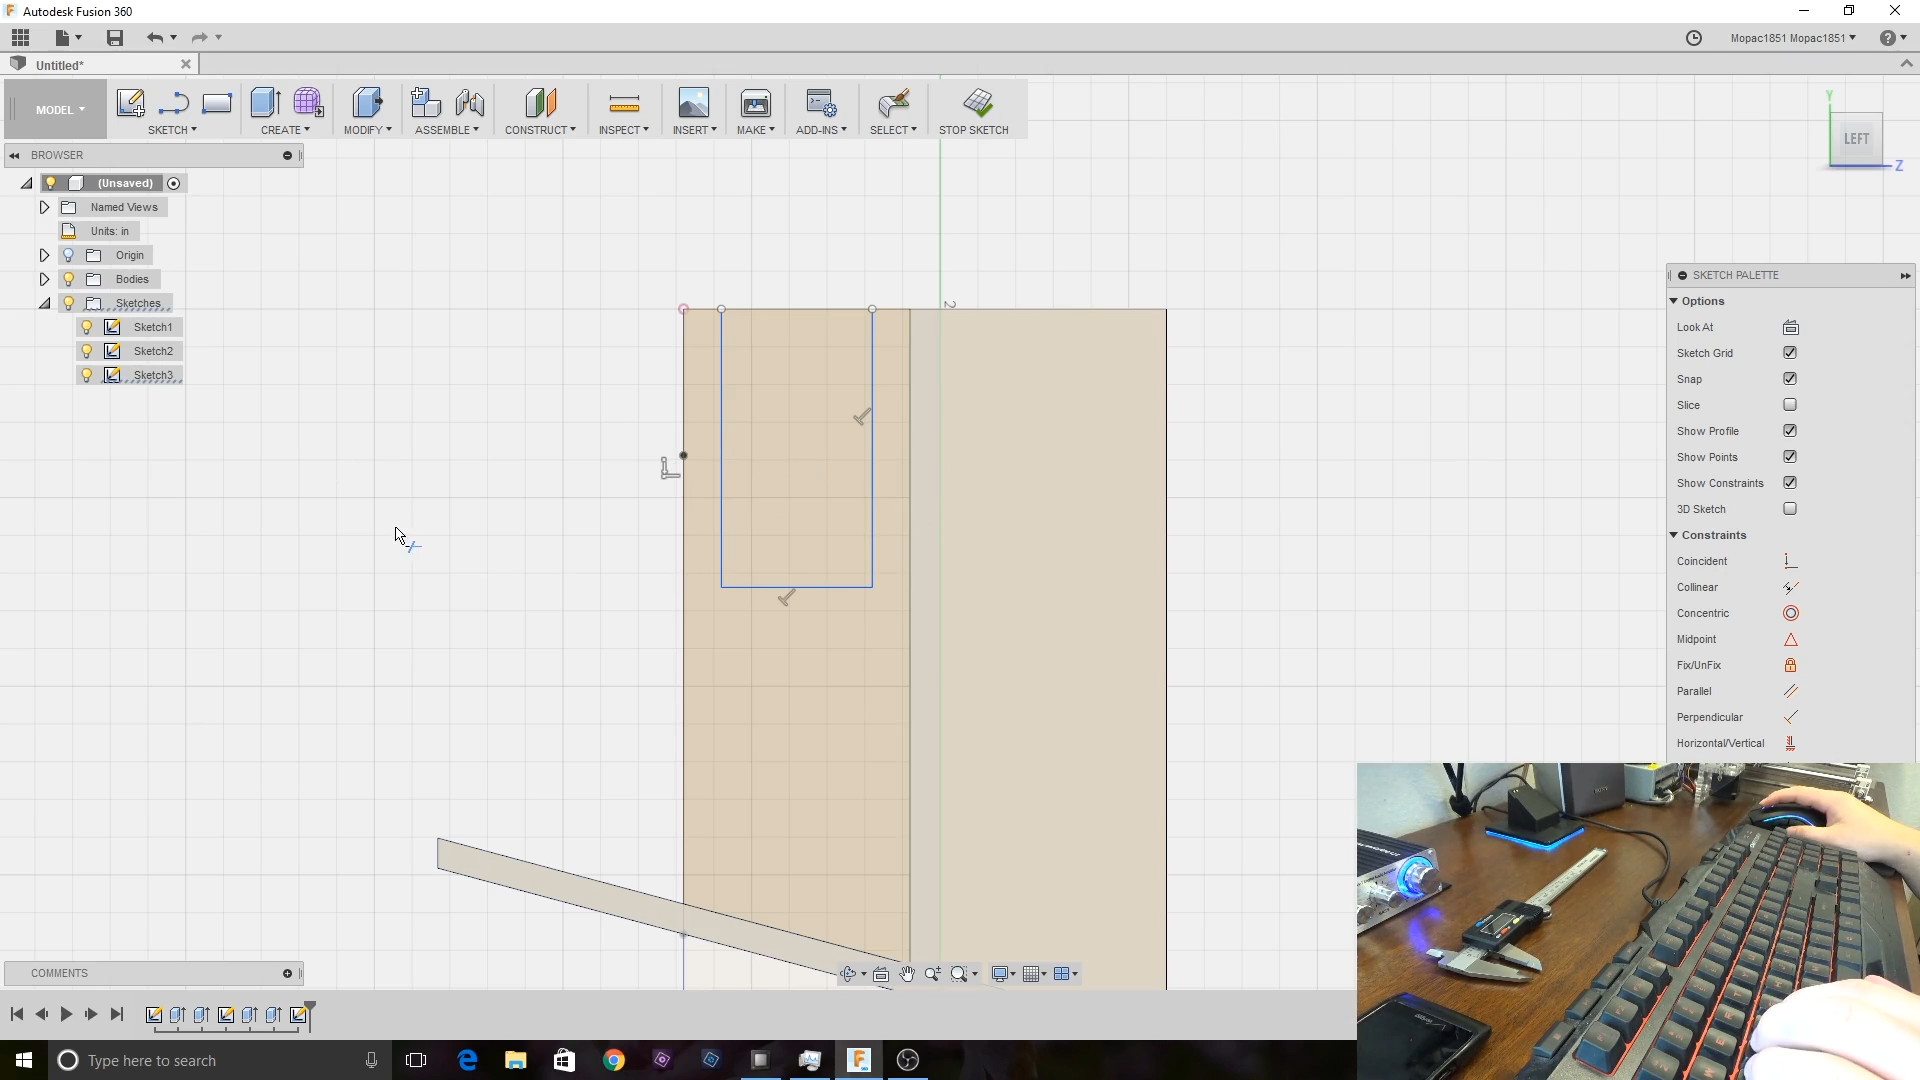 Autodesk Fusion 360
Mopac1851 Mopac1851
Untitled*
MODEL
SKETCH
CREATE
MODIFY
ASSEMBLE
CONSTRUCT
INSPECT
INSERT
MAKE
ADD-INS
SELECT
STOP SKETCH
BROWSER
(Unsaved)
Named Views
Units: in
Origin
Bodies
Sketches
Sketch1
Sketch2
Sketch3
Y
LEFT
Z
2
SKETCH PALETTE
Options
Look At
Sketch Grid
Snap
Slice
Show Profile
Show Points
Show Constraints
3D Sketch
Constraints
Coincident
Collinear
Concentric
Midpoint
Fix/UnFix
Parallel
Perpendicular
Horizontal/Vertical
COMMENTS
Type here to search